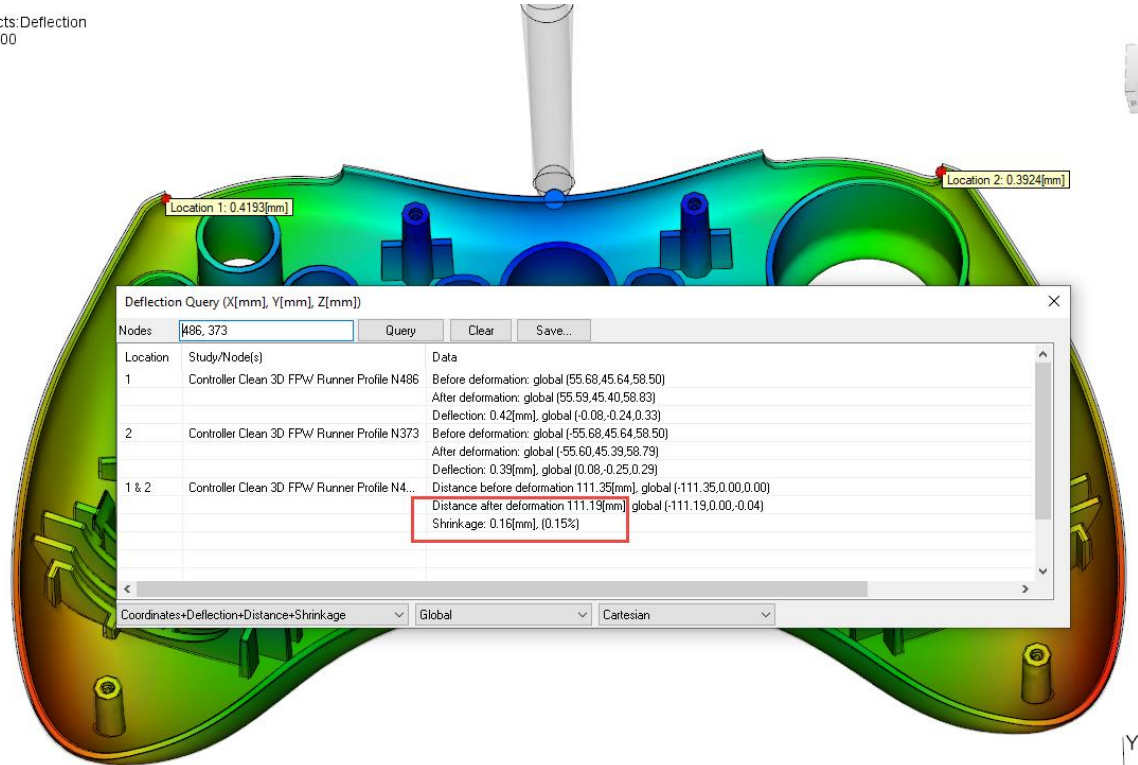 cts:Deflection
00
Location 1: 0.4193[mm]
Location 2: 0.3924[mm]
Deflection Query (X[mm], Y[mm], Z[mm])
Nodes 486, 373 Query Clear Save...
Location Study/Node(s) Data
1 Controller Clean 3D FPW Runner Profile N486 Before deformation: global (55.68,45.64,58.50)
After deformation: global (55.59,45.40,58.83)
Deflection: 0.42[mm], global (-0.08,-0.24,0.33)
2 Controller Clean 3D FPW Runner Profile N373 Before deformation: global (-55.68,45.64,58.50)
After deformation: global (-55.60,45.39,58.79)
Deflection: 0.39[mm], global (0.08,-0.25,0.29)
1 & 2 Controller Clean 3D FPW Runner Profile N4... Distance before deformation 111.35[mm], global (-111.35,0.00,0.00)
Distance after deformation 111.19[mm], global (-111.19,0.00,-0.04)
Shrinkage: 0.16[mm], (0.15%)
Coordinates+Deflection+Distance+Shrinkage Global Cartesian
Y